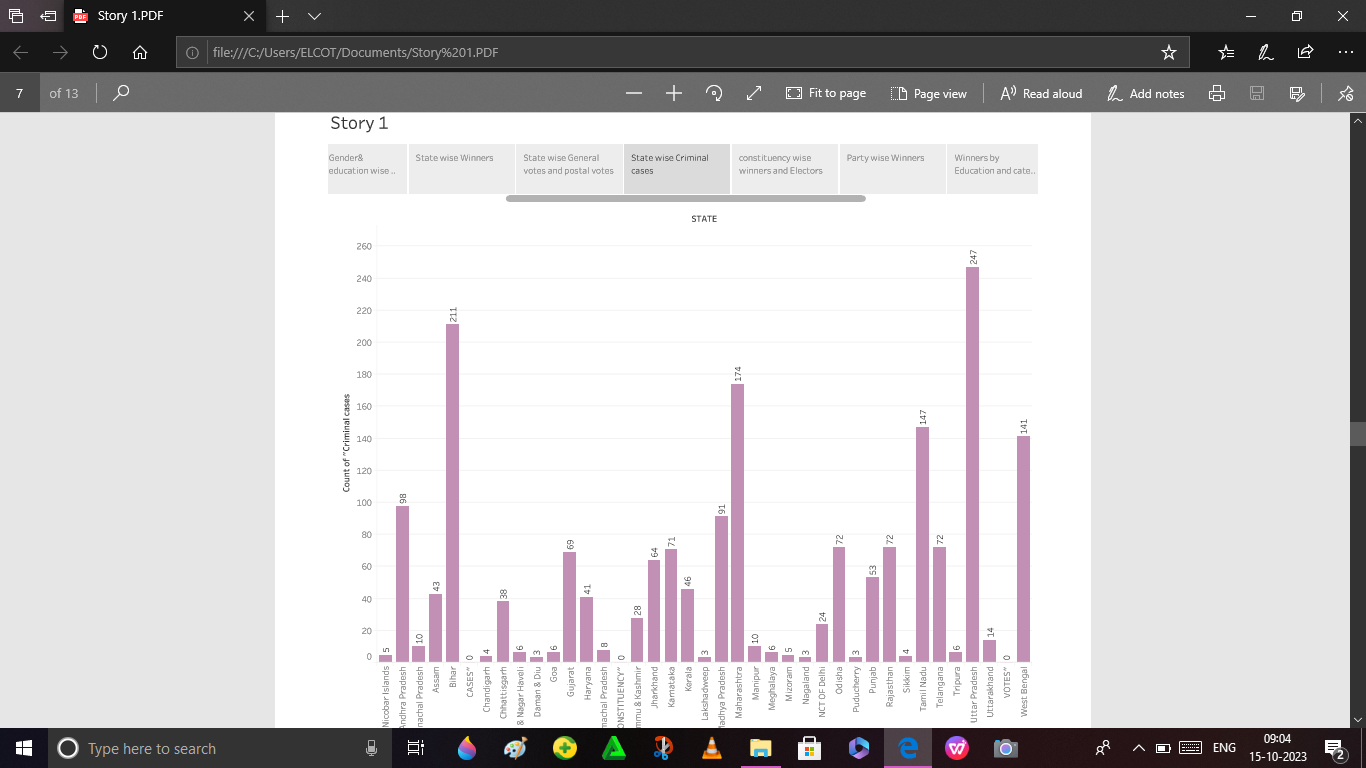 Story 1.PDF
file:///C:/Users/ELCOT/Documents/Story%201.PDF
7 of 13
Fit to page
Page view
Read aloud
Add notes
Story 1
Gender&
education wise ..
State wise Winners
State wise General
votes and postal votes
State wise Criminal
cases
constituency wise
winners and Electors
Party wise Winners
Winners by
Education and cate..
STATE
Count of "Criminal cases
260
240
220
200
180
160
140
120
100
80
60
40
20
0
5
98
10
43
211
0
4
38
6
3
6
69
41
8
0
28
64
71
46
3
91
174
10
6
5
3
24
72
3
53
72
4
147
72
6
247
14
0
141
Nicobar Islands
Andhra Pradesh
nachal Pradesh
Assam
Bihar
CASES"
Chandigarh
Chhattisgarh
& Nagar Haveli
Daman & Diu
Goa
Gujarat
Haryana
machal Pradesh
ONSTITUENCY"
mmu & Kashmir
Jharkhand
Karnataka
Kerala
Lakshadweep
ladhya Pradesh
Maharashtra
Manipur
Meghalaya
Mizoram
Nagaland
NCT OF Delhi
Odisha
Puducherry
Punjab
Rajasthan
Sikkim
Tamil Nadu
Telangana
Tripura
Uttar Pradesh
Uttarakhand
VOTES"
West Bengal
Type here to search
ENG
09:04
15-10-2023
2